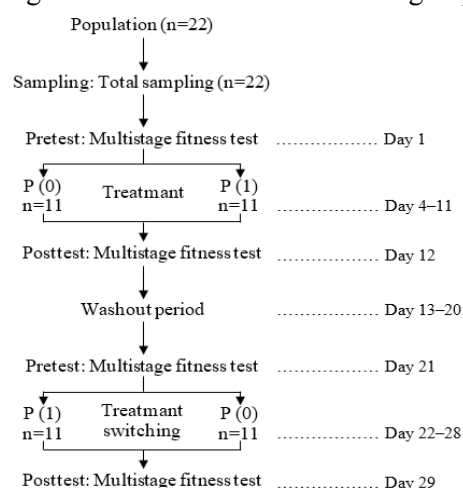 Population (n=22)
Sampling: Total sampling (n=22)
Pretest: Multistage fitness test .................. Day 1
P (0) Treatmant P (1)
n=11 n=11 .................. Day 4–11
Posttest: Multistage fitness test .................. Day 12
Washout period .................. Day 13–20
Pretest: Multistage fitness test .................. Day 21
P (1) Treatmant P (0)
n=11 switching n=11 .................. Day 22–28
Posttest: Multistage fitness test .................. Day 29